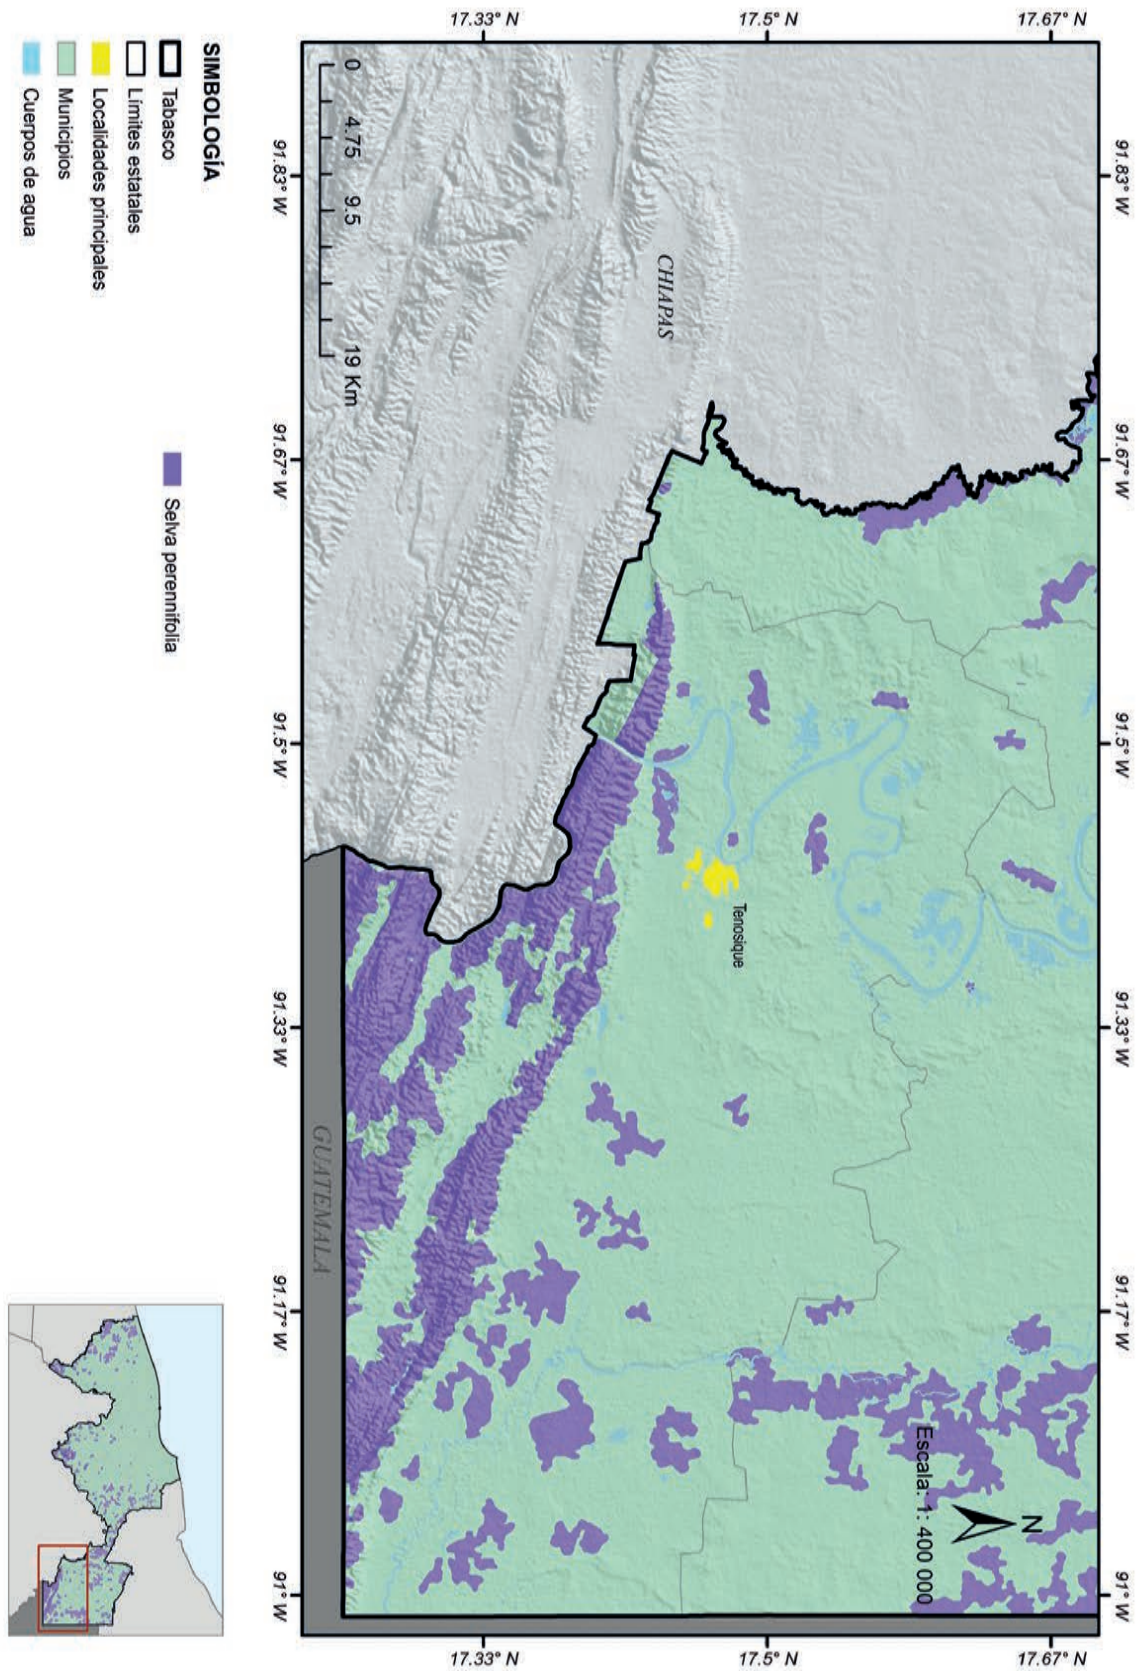 91.83° W
91.67° W
91.5° W
91.33° W
91.17° W
91° W
17.67° N
17.67° N
N
Escala: 1: 400 000
17.5° N
17.5° N
Tenosique
CHIAPAS
17.33° N
17.33° N
0 4.75 9.5 19 Km
GUATEMALA
91.83° W
91.67° W
91.5° W
91.33° W
91.17° W
91° W
SIMBOLOGÍA
Tabasco
Límites estatales
Localidades principales
Municipios
Cuerpos de agua
Selva perennifolia